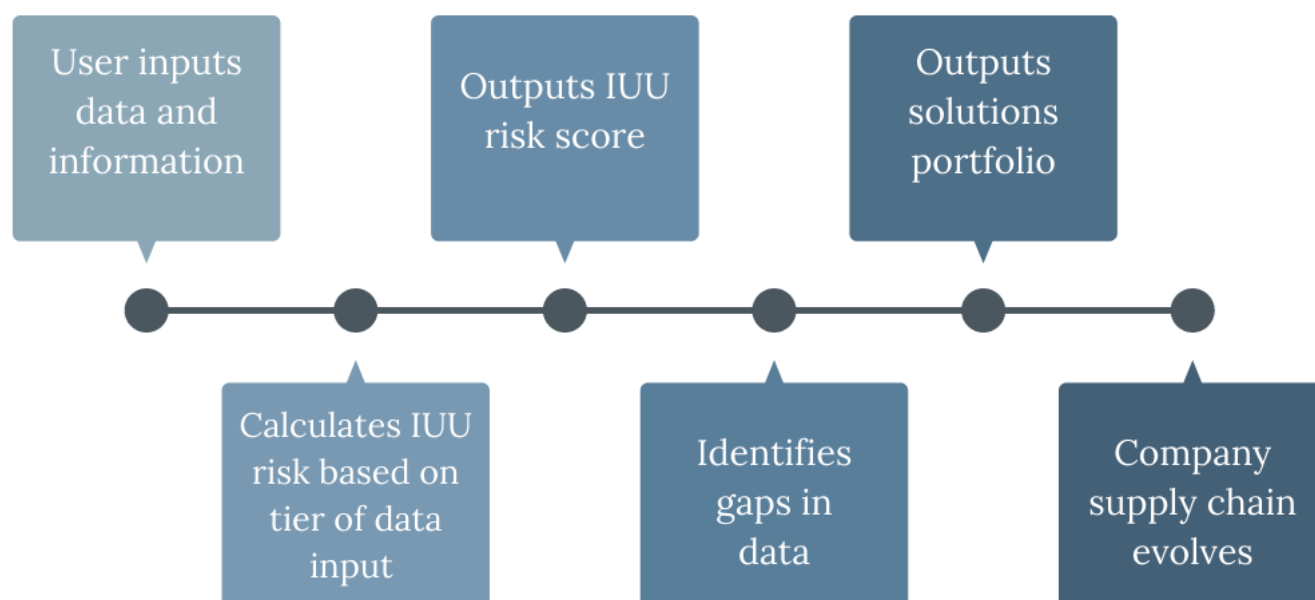 User inputs
data and
information
Calculates IUU
risk based on
tier of data
input
Outputs IUU
risk score
Identifies
gaps in
data
Outputs
solutions
portfolio
Company
supply chain
evolves